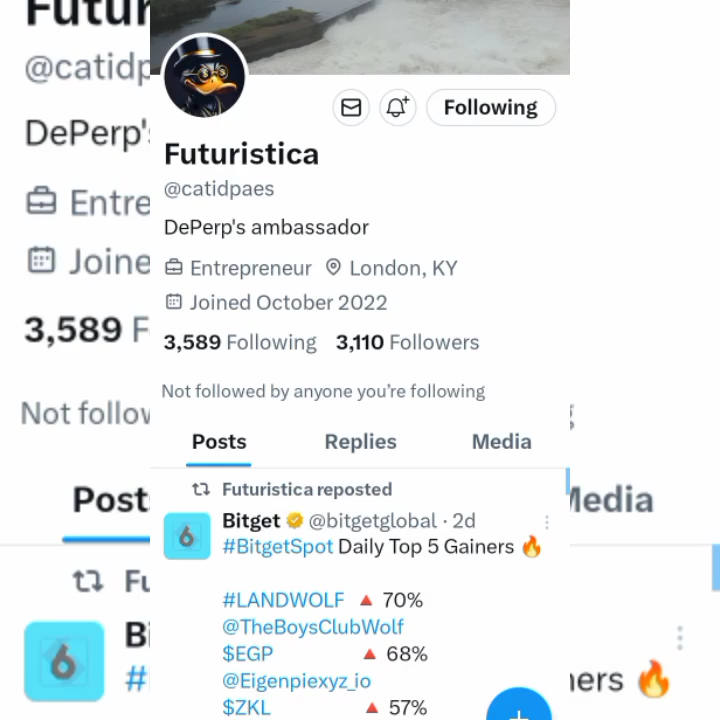 Futuristica
@catidpaes
DePerp's ambassador
Entrepreneur London, KY
Joined October 2022
3,589 Following 3,110 Followers
Not followed by anyone you're following
Posts Replies Media
Futuristica reposted
Bitget @bitgetglobal · 2d
#BitgetSpot Daily Top 5 Gainers 🔥
#LANDWOLF 🔺 70%
@TheBoysClubWolf
$EGP 🔺 68%
@Eigenpiexyz_io
$ZKL 🔺 57%
Following